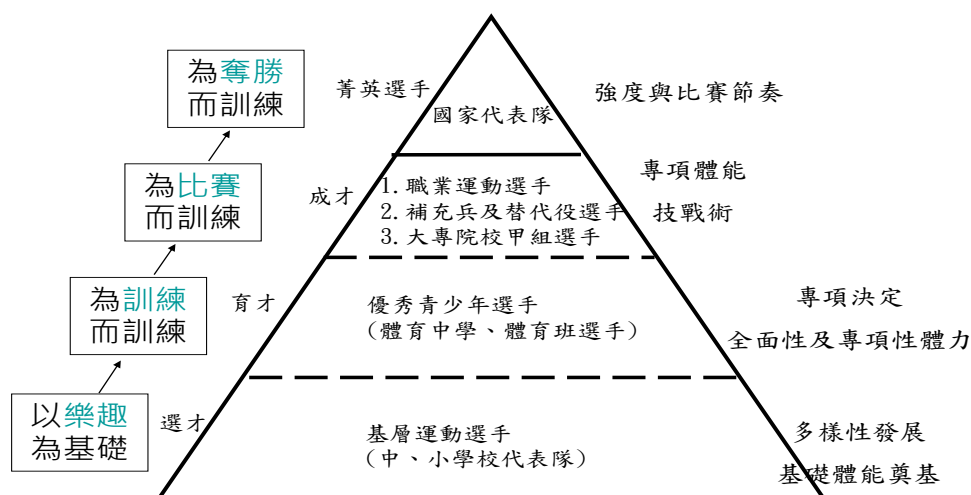 為奪勝
而訓練
菁英選手
國家代表隊
強度與比賽節奏
為比賽
而訓練
成才
1.職業運動選手
2.補充兵及替代役選手
3.大專院校甲組選手
專項體能
技戰術
為訓練
而訓練
育才
優秀青少年選手
(體育中學、體育班選手)
專項決定
全面性及專項性體力
以樂趣
為基礎
選才
基層運動選手
(中、小學校代表隊)
多樣性發展
基礎體能奠基